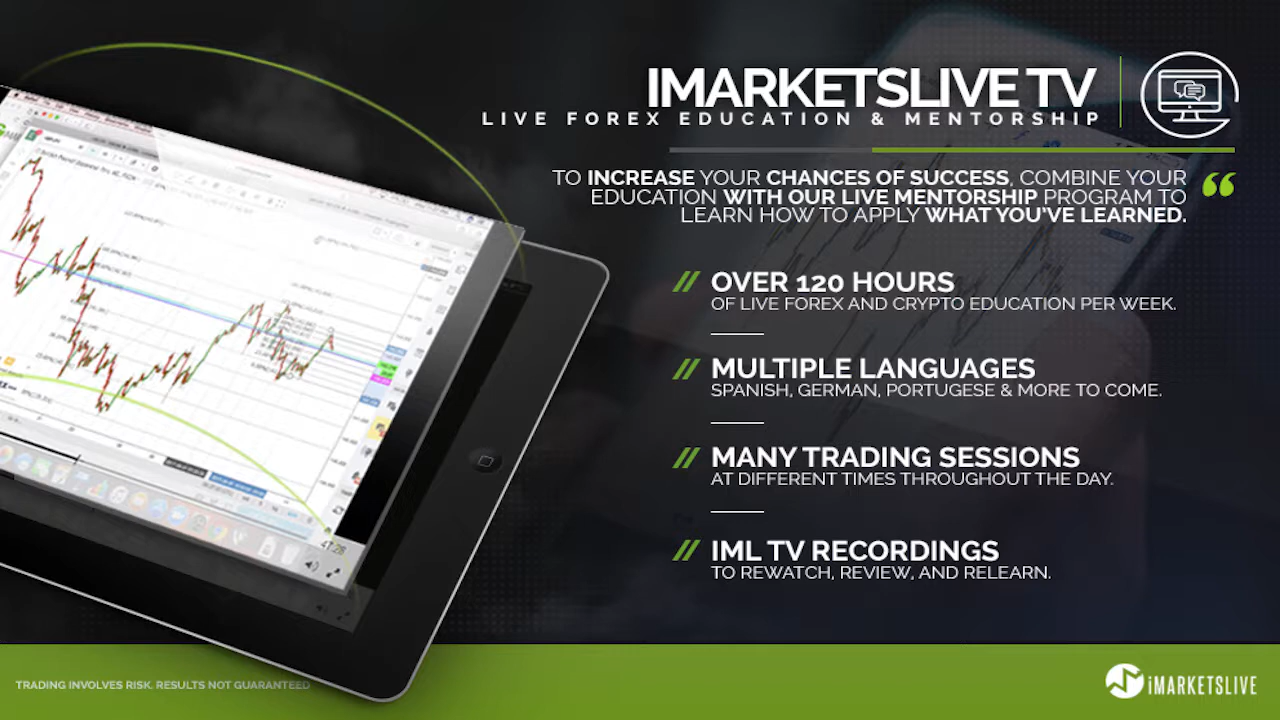 IMARKETSLIVE TV
LIVE FOREX EDUCATION & MENTORSHIP
TO INCREASE YOUR CHANCES OF SUCCESS, COMBINE YOUR
EDUCATION WITH OUR LIVE MENTORSHIP PROGRAM TO
LEARN HOW TO APPLY WHAT YOU'VE LEARNED.
“
// OVER 120 HOURS
OF LIVE FOREX AND CRYPTO EDUCATION PER WEEK.
// MULTIPLE LANGUAGES
SPANISH, GERMAN, PORTUGESE & MORE TO COME.
// MANY TRADING SESSIONS
AT DIFFERENT TIMES THROUGHOUT THE DAY.
// IML TV RECORDINGS
TO REWATCH, REVIEW, AND RELEARN.
47:26
TRADING INVOLVES RISK. RESULTS NOT GUARANTEED
iMARKETSLIVE